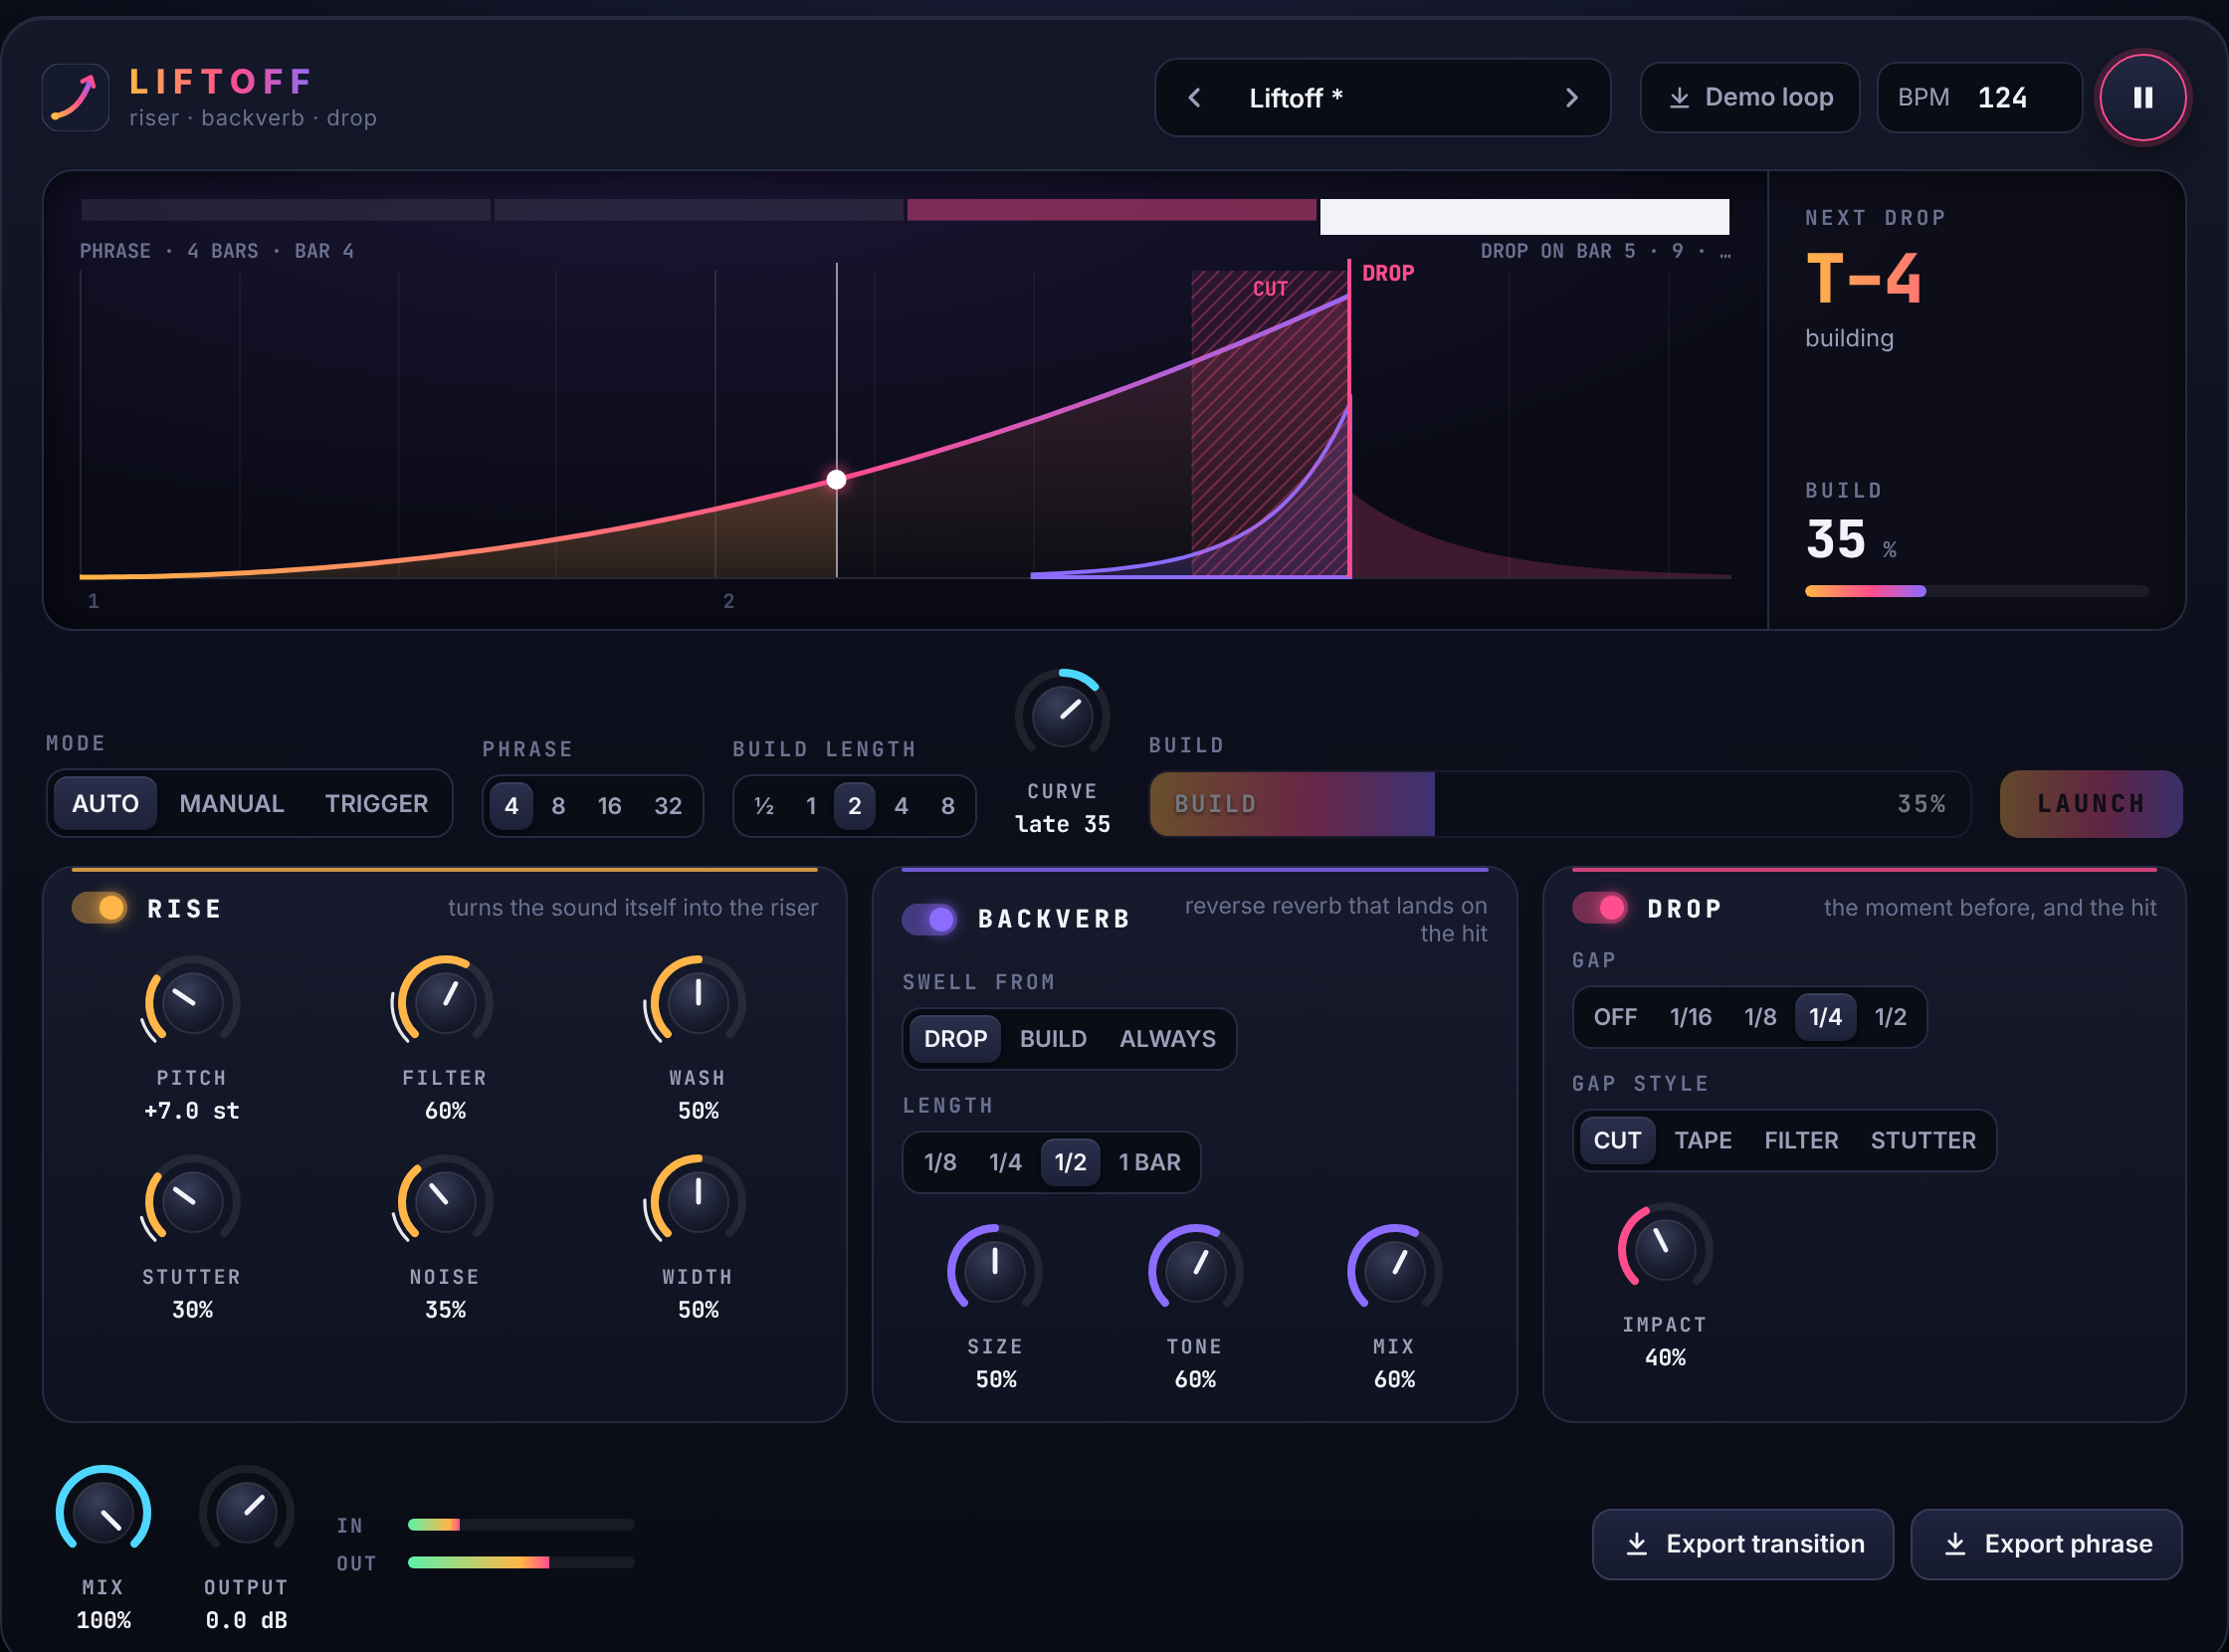 LIFTOFF
riser · backverb · drop
Liftoff *
Demo loop
BPM 124
PHRASE · 4 BARS · BAR 4
DROP ON BAR 5 · 9 · …
CUT
DROP
1
2
NEXT DROP
T−4
building
BUILD
35 %
MODE
AUTO MANUAL TRIGGER
PHRASE
4 8 16 32
BUILD LENGTH
½ 1 2 4 8
CURVE
late 35
BUILD
BUILD 35%
LAUNCH
RISE
turns the sound itself into the riser
PITCH
+7.0 st
FILTER
60%
WASH
50%
STUTTER
30%
NOISE
35%
WIDTH
50%
BACKVERB
reverse reverb that lands on
the hit
SWELL FROM
DROP BUILD ALWAYS
LENGTH
1/8 1/4 1/2 1 BAR
SIZE
50%
TONE
60%
MIX
60%
DROP
the moment before, and the hit
GAP
OFF 1/16 1/8 1/4 1/2
GAP STYLE
CUT TAPE FILTER STUTTER
IMPACT
40%
MIX
100%
OUTPUT
0.0 dB
IN
OUT
Export transition
Export phrase